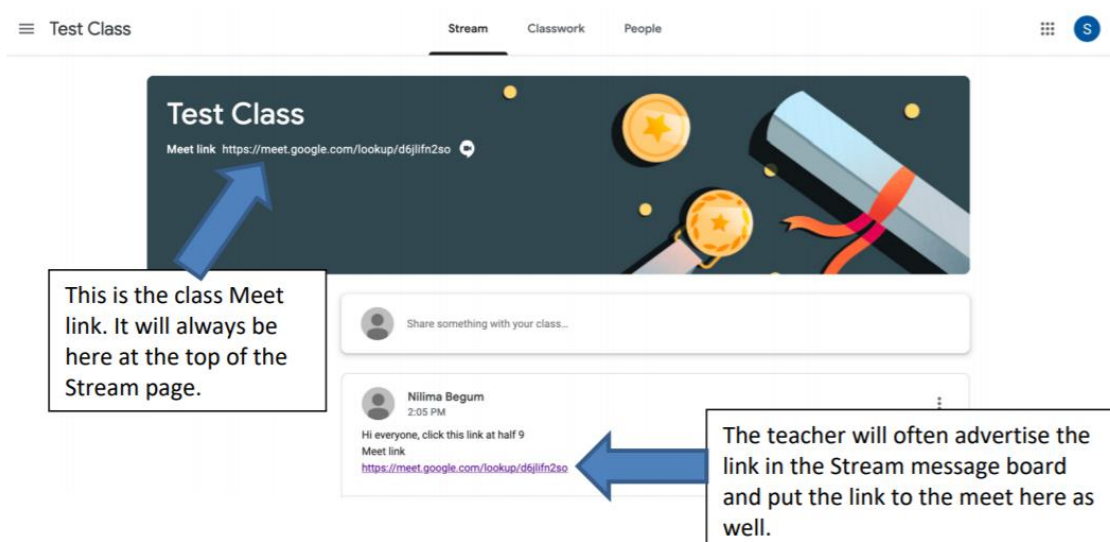 Test Class
Stream Classwork People
S
Test Class
Meet link https://meet.google.com/lookup/d6jlifn2so
This is the class Meet
link. It will always be
here at the top of the
Stream page.
Share something with your class...
Nilima Begum
2:05 PM
Hi everyone, click this link at half 9
Meet link
https://meet.google.com/lookup/d6jlifn2so
The teacher will often advertise the
link in the Stream message board
and put the link to the meet here as
well.